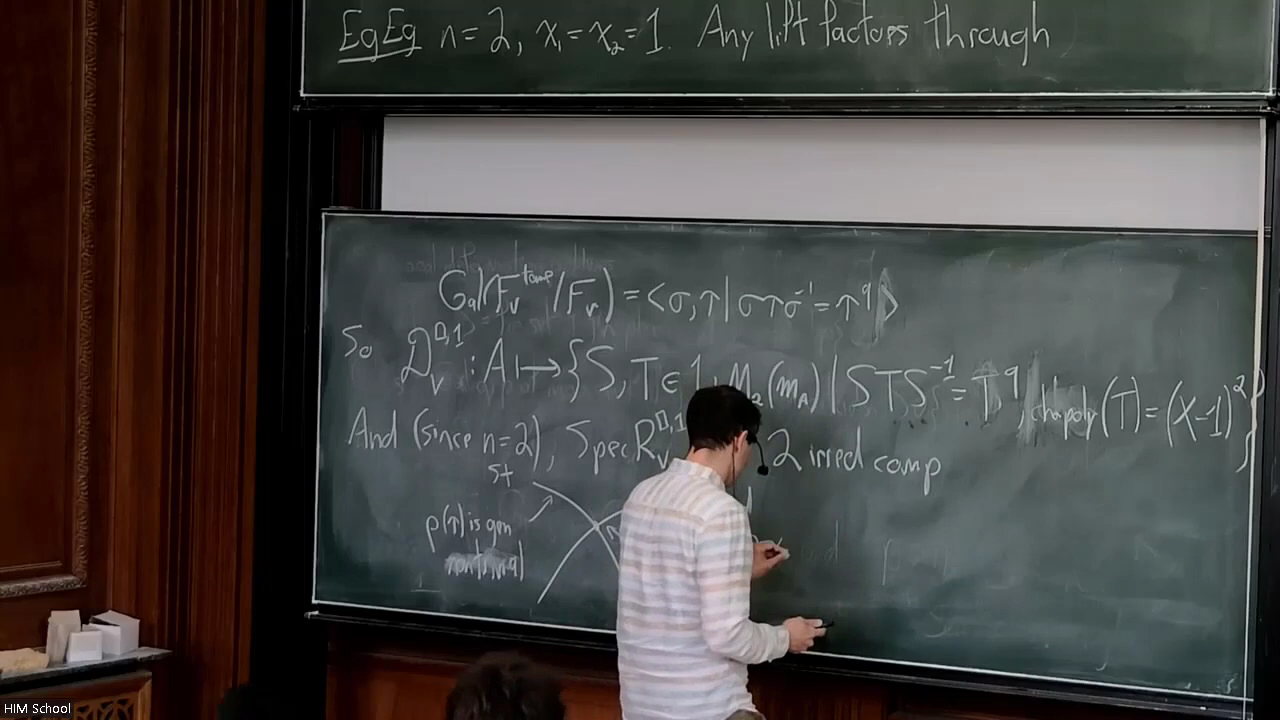 EgEg n=2, x₁=x₂=1. Any lift factors through
Gal(F_v^tame/F_v) = <σ,τ | στσ⁻¹=τ^q>
So D_v^{□,1} : A ↦ {S,T ∈ 1+M₂(m_A) | STS⁻¹=T^q, charpoly(T)=(X-1)²}
And (since n=2), Spec R_v^{□,1} 2 irred comp
St
ρ(τ) is gen
nontrivial
HIM School